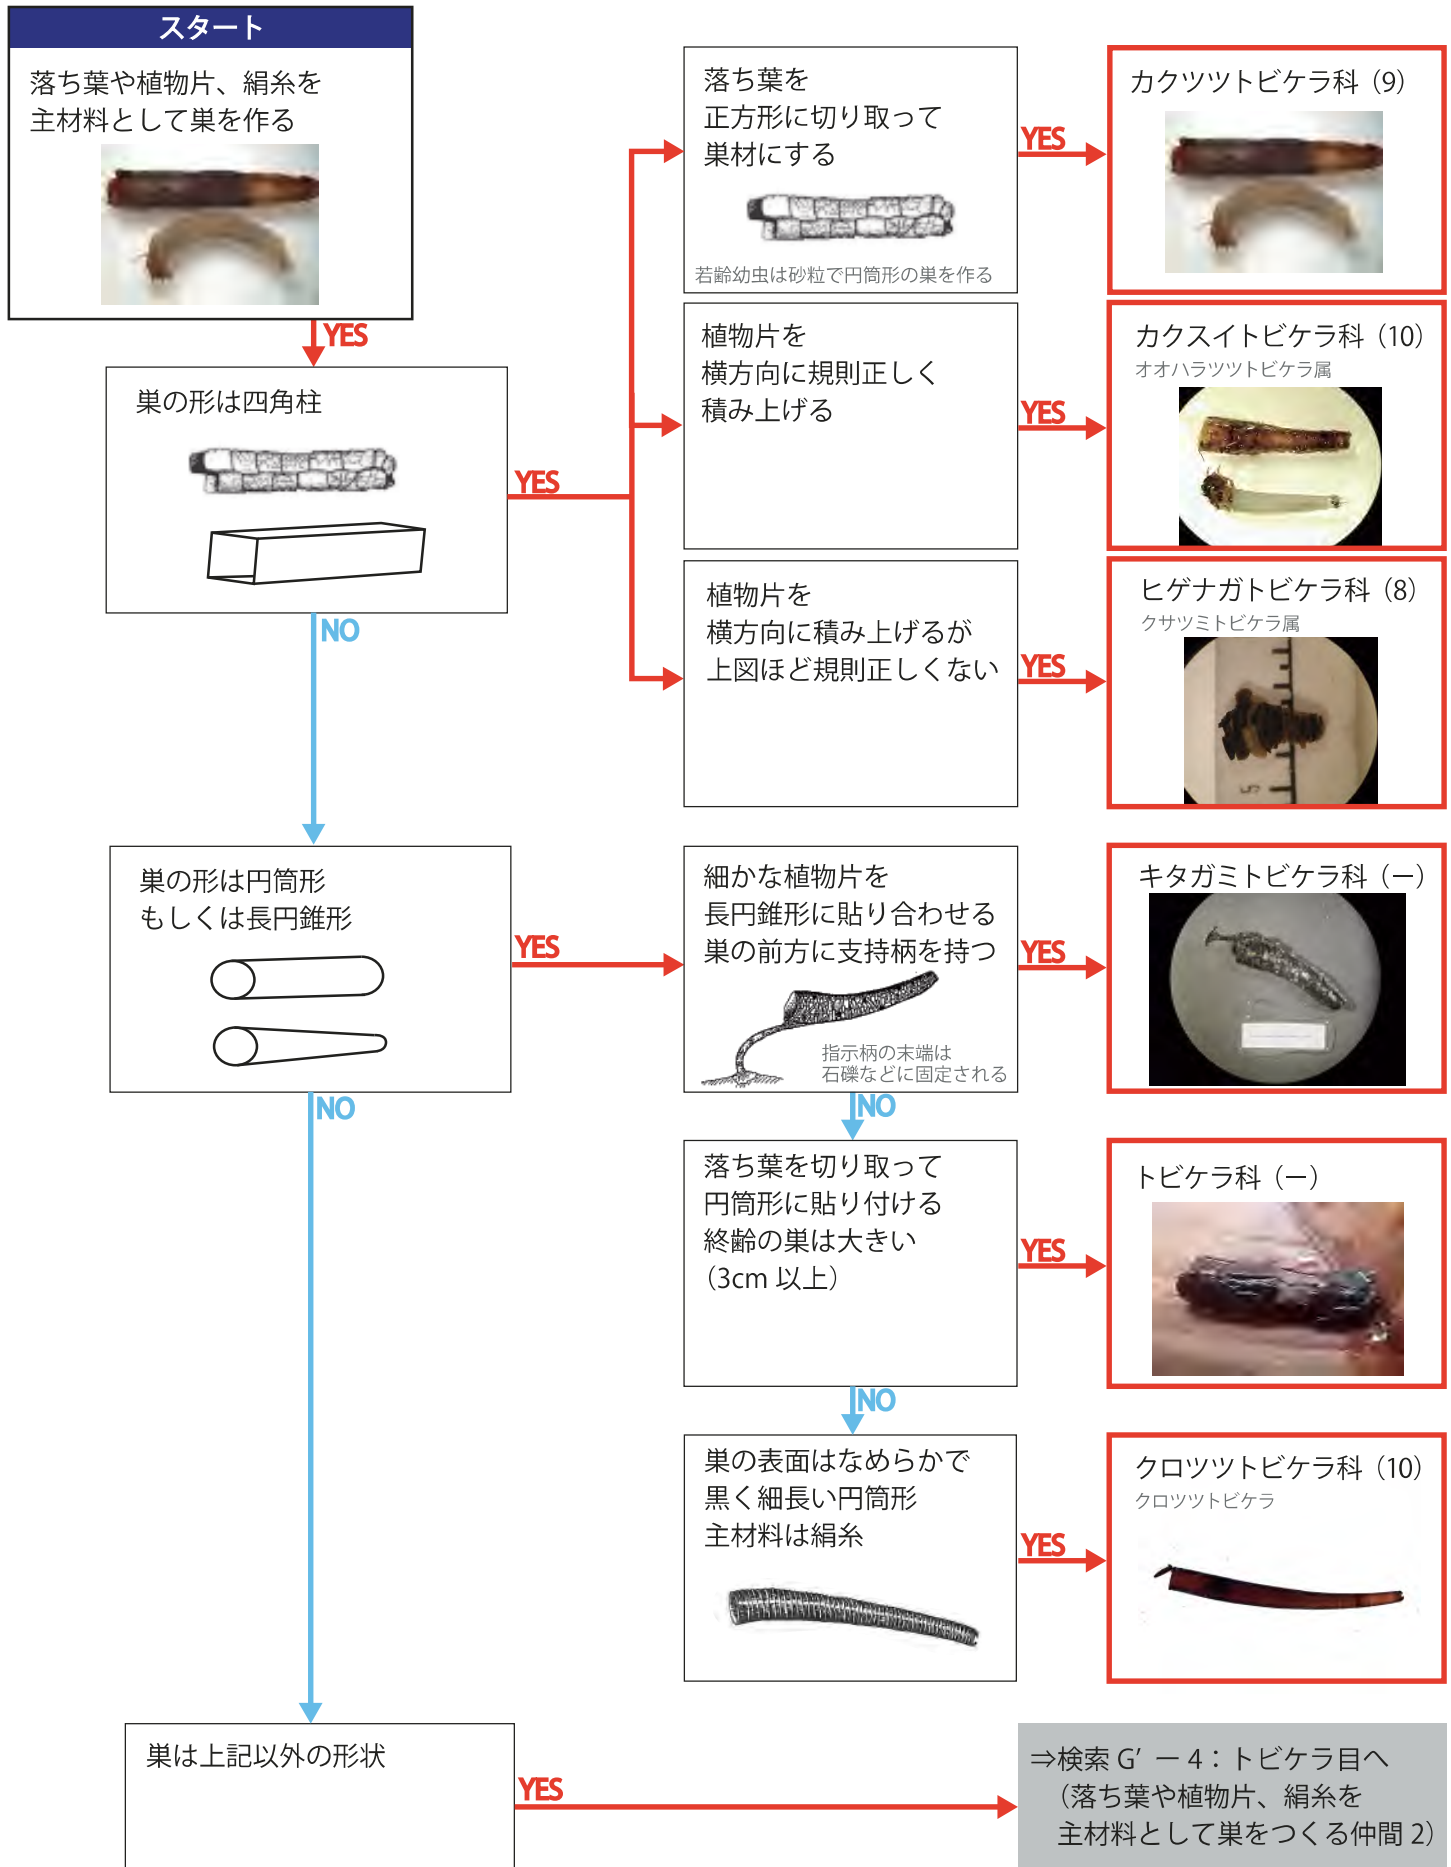 スタート
落ち葉や植物片、絹糸を
主材料として巣を作る
YES
巣の形は四角柱
YES
NO
落ち葉を
正方形に切り取って
巣材にする
若齢幼虫は砂粒で円筒形の巣を作る
YES
カクツツトビケラ科（9）
植物片を
横方向に規則正しく
積み上げる
YES
カクスイトビケラ科（10）
オオハラツツトビケラ属
植物片を
横方向に積み上げるが
上図ほど規則正しくない
YES
ヒゲナガトビケラ科（8）
クサツミトビケラ属
5
巣の形は円筒形
もしくは長円錐形
YES
NO
細かな植物片を
長円錐形に貼り合わせる
巣の前方に支持柄を持つ
指示柄の末端は
石礫などに固定される
YES
キタガミトビケラ科（ー）
NO
落ち葉を切り取って
円筒形に貼り付ける
終齢の巣は大きい
（3cm 以上）
YES
トビケラ科（ー）
NO
巣の表面はなめらかで
黒く細長い円筒形
主材料は絹糸
YES
クロツツトビケラ科（10）
クロツツトビケラ
巣は上記以外の形状
YES
⇒検索 G’ ー 4：トビケラ目へ
（落ち葉や植物片、絹糸を
主材料として巣をつくる仲間 2）